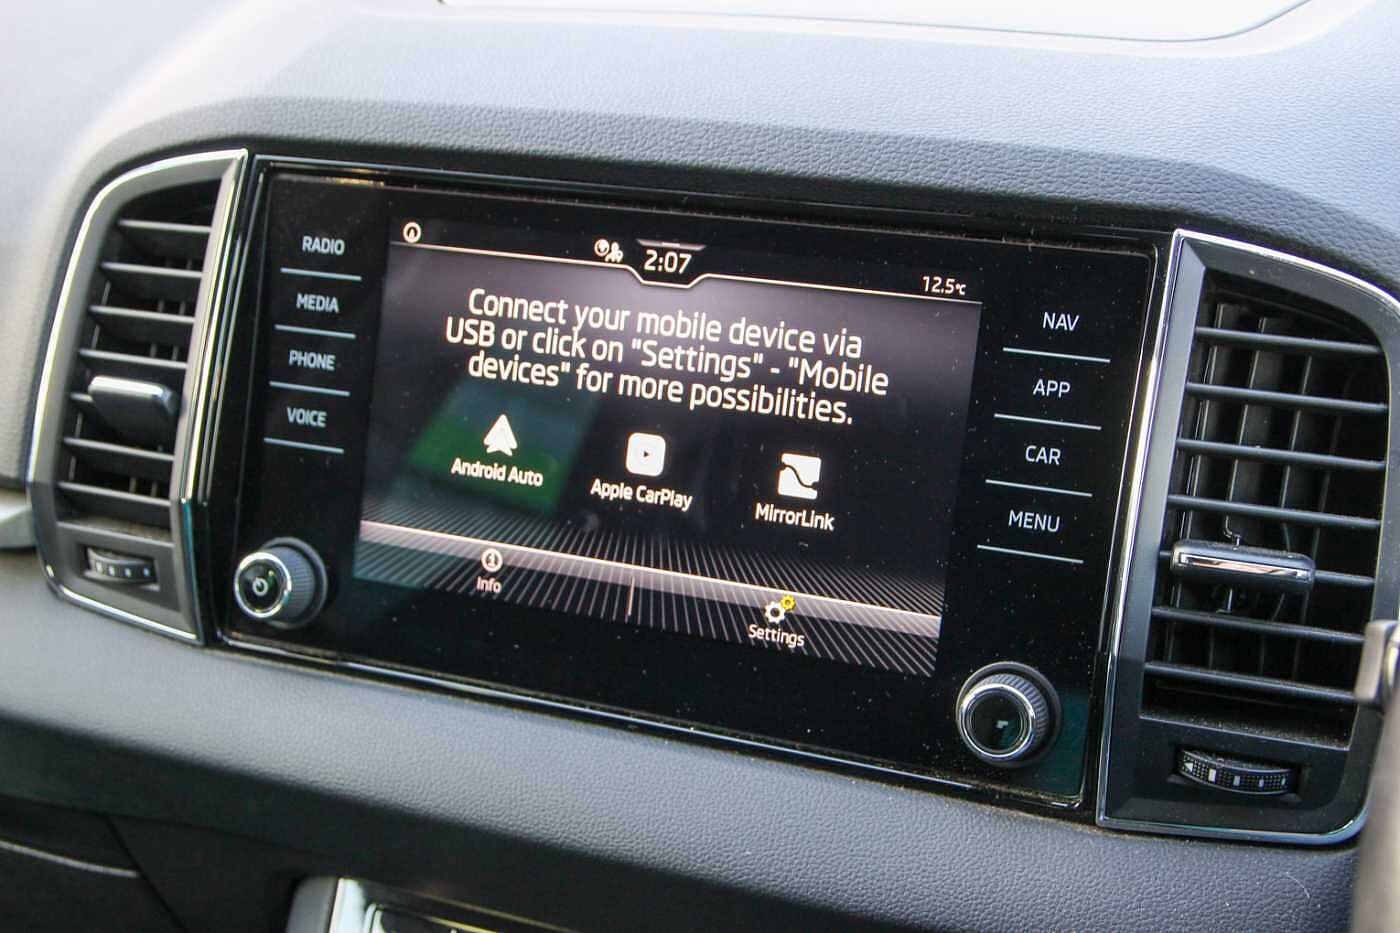 RADIO
MEDIA
PHONE
VOICE
2:07
12.5°C
Connect your mobile device via
USB or click on "Settings" - "Mobile
devices" for more possibilities.
Android Auto
Apple CarPlay
MirrorLink
Info
Settings
NAV
APP
CAR
MENU